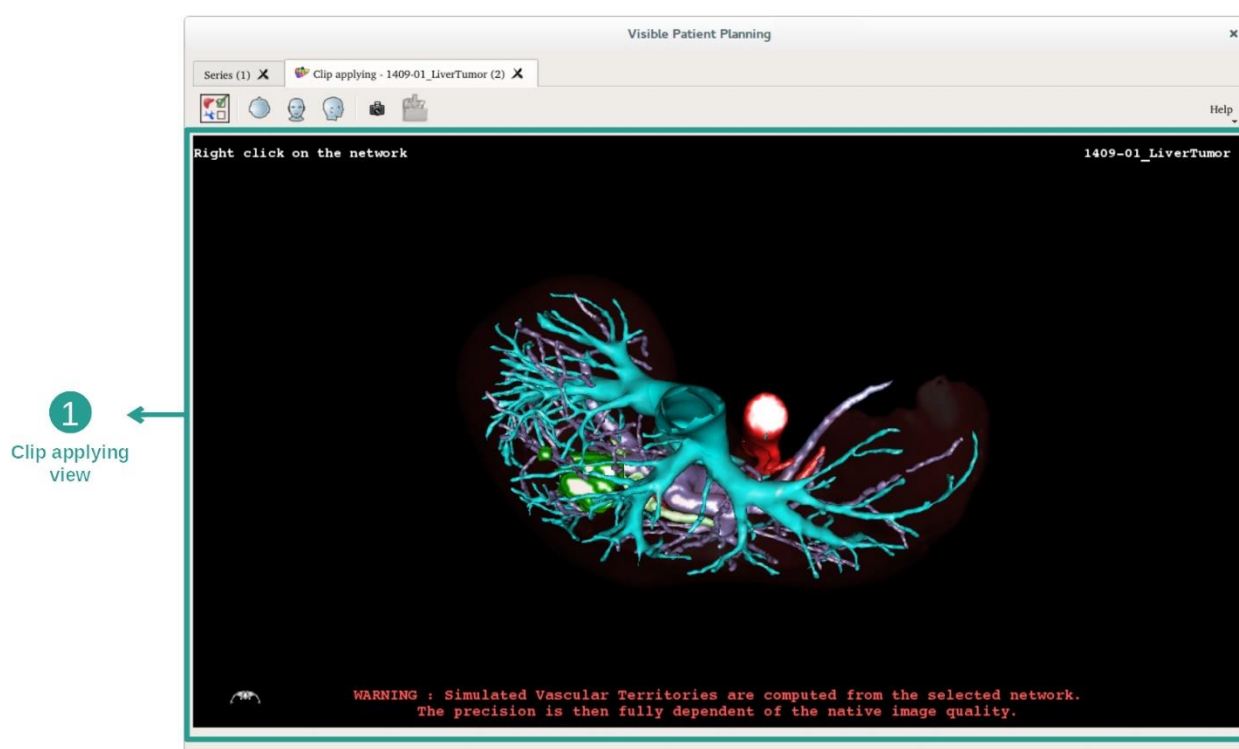 Visible Patient Planning
Series (1)
Clip applying - 1409-01_LiverTumor (2)
Help
Right click on the network
1409-01_LiverTumor
1
Clip applying
view
WARNING : Simulated Vascular Territories are computed from the selected network.
The precision is then fully dependent of the native image quality.